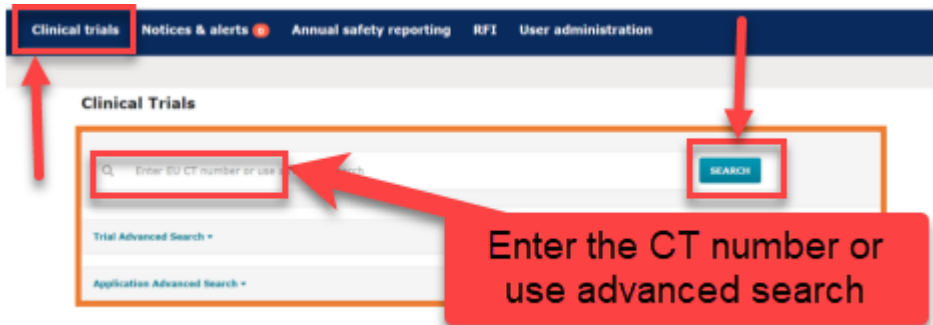 Clinical trials Notices & alerts 0 Annual safety reporting RFI User administration
Clinical Trials
Enter EU CT number or use SEARCH
Trial Advanced Search
Application Advanced Search
Enter the CT number or
use advanced search